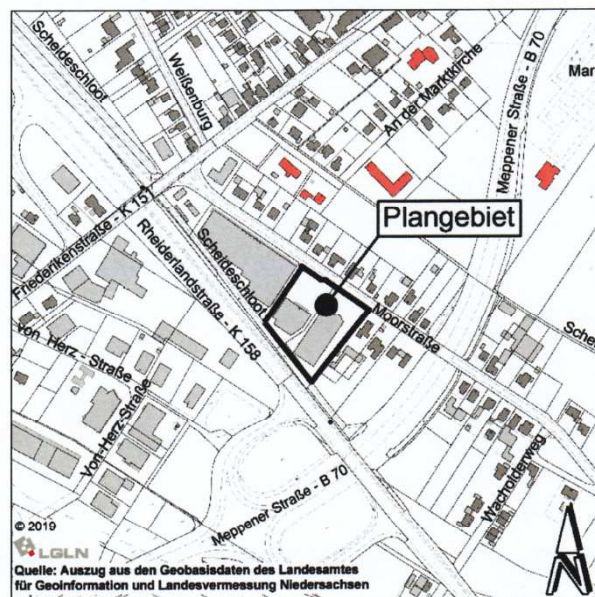 Scheideschloot
Weißenburg
An der Marktkirche
Meppener Straße - B 70
Mar
Friederikenstraße - K 151
Rheiderlandstraße - K 158
Scheideschloot
Plangebiet
Moorstraße
Sche
von Herz - Straße
Von-Herz-Straße
Meppener Straße - B 70
Wacholderweg
© 2019
LGLN
Quelle: Auszug aus den Geobasisdaten des Landesamtes
für Geoinformation und Landesvermessung Niedersachsen
N